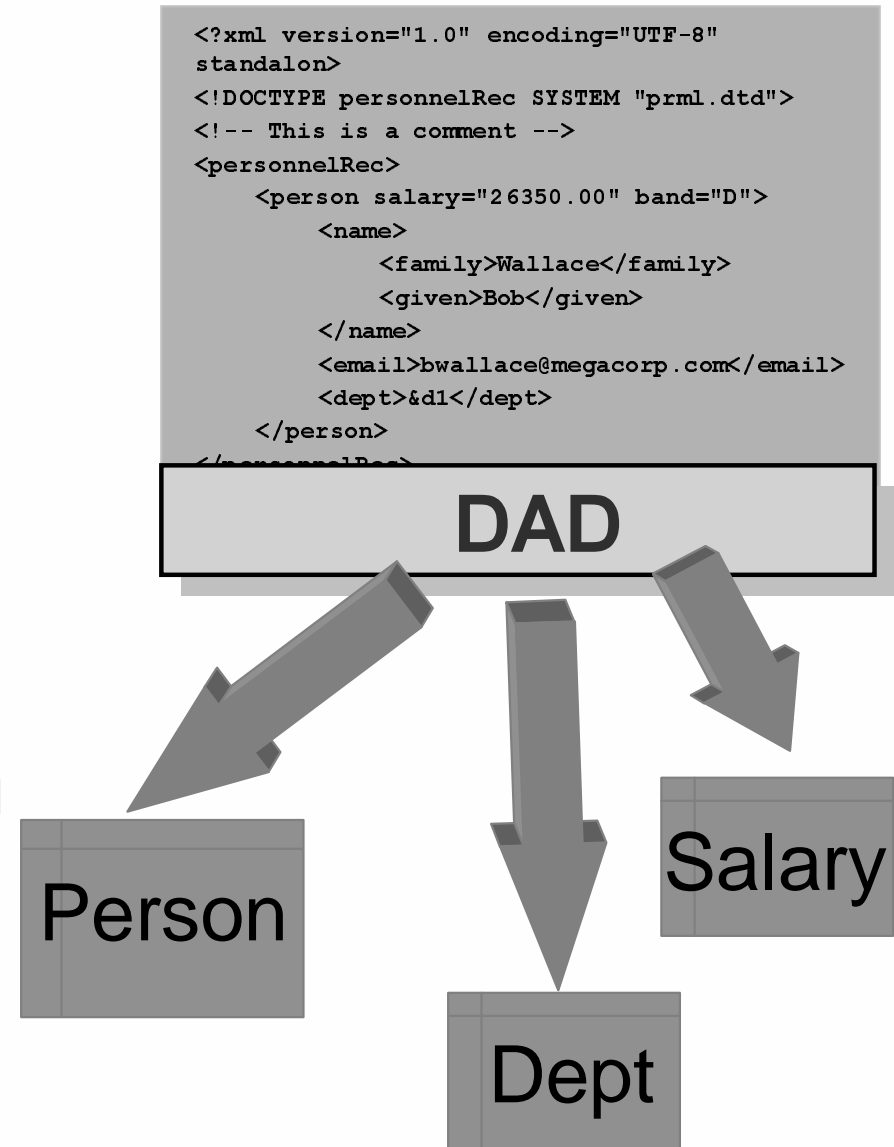 <?xml version="1.0" encoding="UTF-8"
standalon>
<!DOCTYPE personnelRec SYSTEM "prml.dtd">
<!-- This is a comment -->
<personnelRec>
<person salary="26350.00" band="D">
<name>
<family>Wallace</family>
<given>Bob</given>
</name>
<email>bwallace@megacorp.com</email>
<dept>&d1</dept>
</person>
</personnelRec>
DAD
Salary
Person
Dept